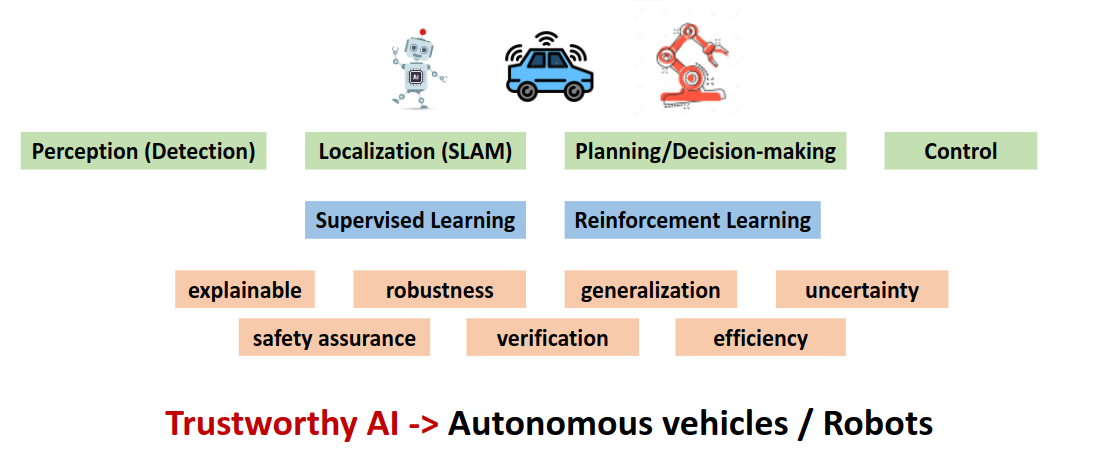 AI
Perception (Detection) Localization (SLAM) Planning/Decision-making Control
Supervised Learning Reinforcement Learning
explainable robustness generalization uncertainty
safety assurance verification efficiency
Trustworthy AI -> Autonomous vehicles / Robots